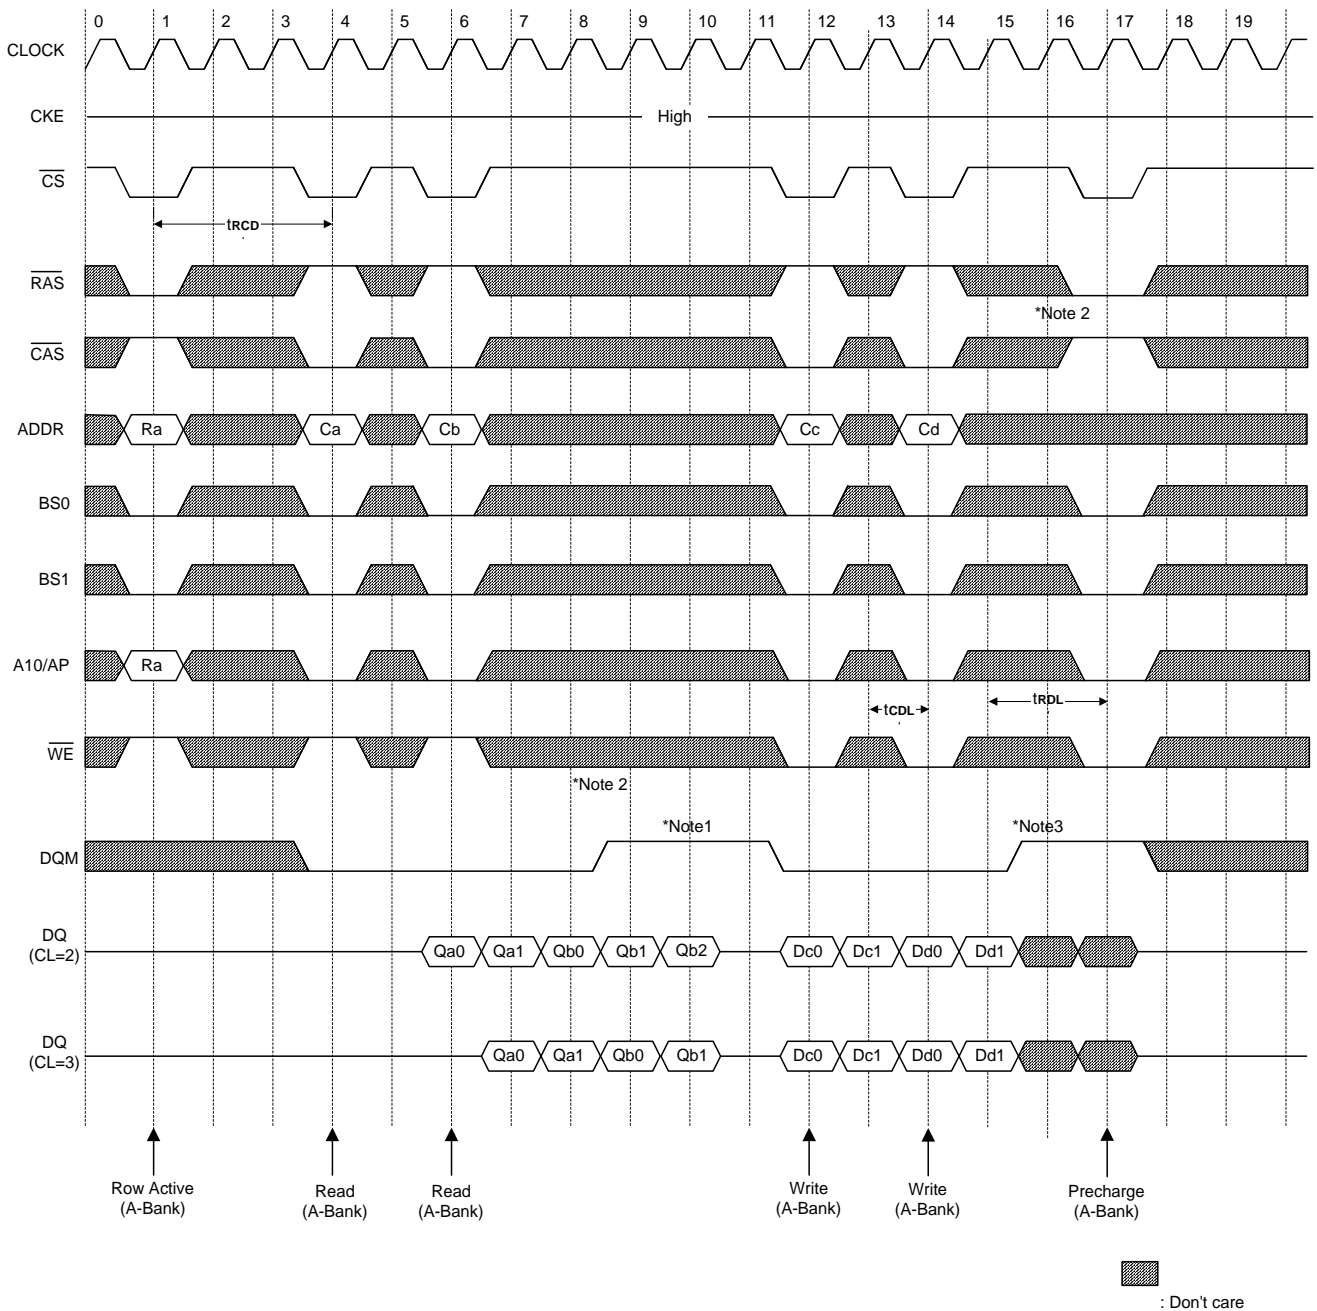 0 1 2 3 4 5 6 7 8 9 10 11 12 13 14 15 16 17 18 19
CLOCK
CKE High
CS
tRCD
RAS
*Note 2
CAS
ADDR Ra Ca Cb Cc Cd
BS0
BS1
A10/AP Ra
tCDL tRDL
WE
*Note 2
*Note1 *Note3
DQM
DQ
(CL=2) Qa0 Qa1 Qb0 Qb1 Qb2 Dc0 Dc1 Dd0 Dd1
DQ
(CL=3) Qa0 Qa1 Qb0 Qb1 Dc0 Dc1 Dd0 Dd1
Row Active
(A-Bank)
Read
(A-Bank)
Read
(A-Bank)
Write
(A-Bank)
Write
(A-Bank)
Precharge
(A-Bank)
: Don't care